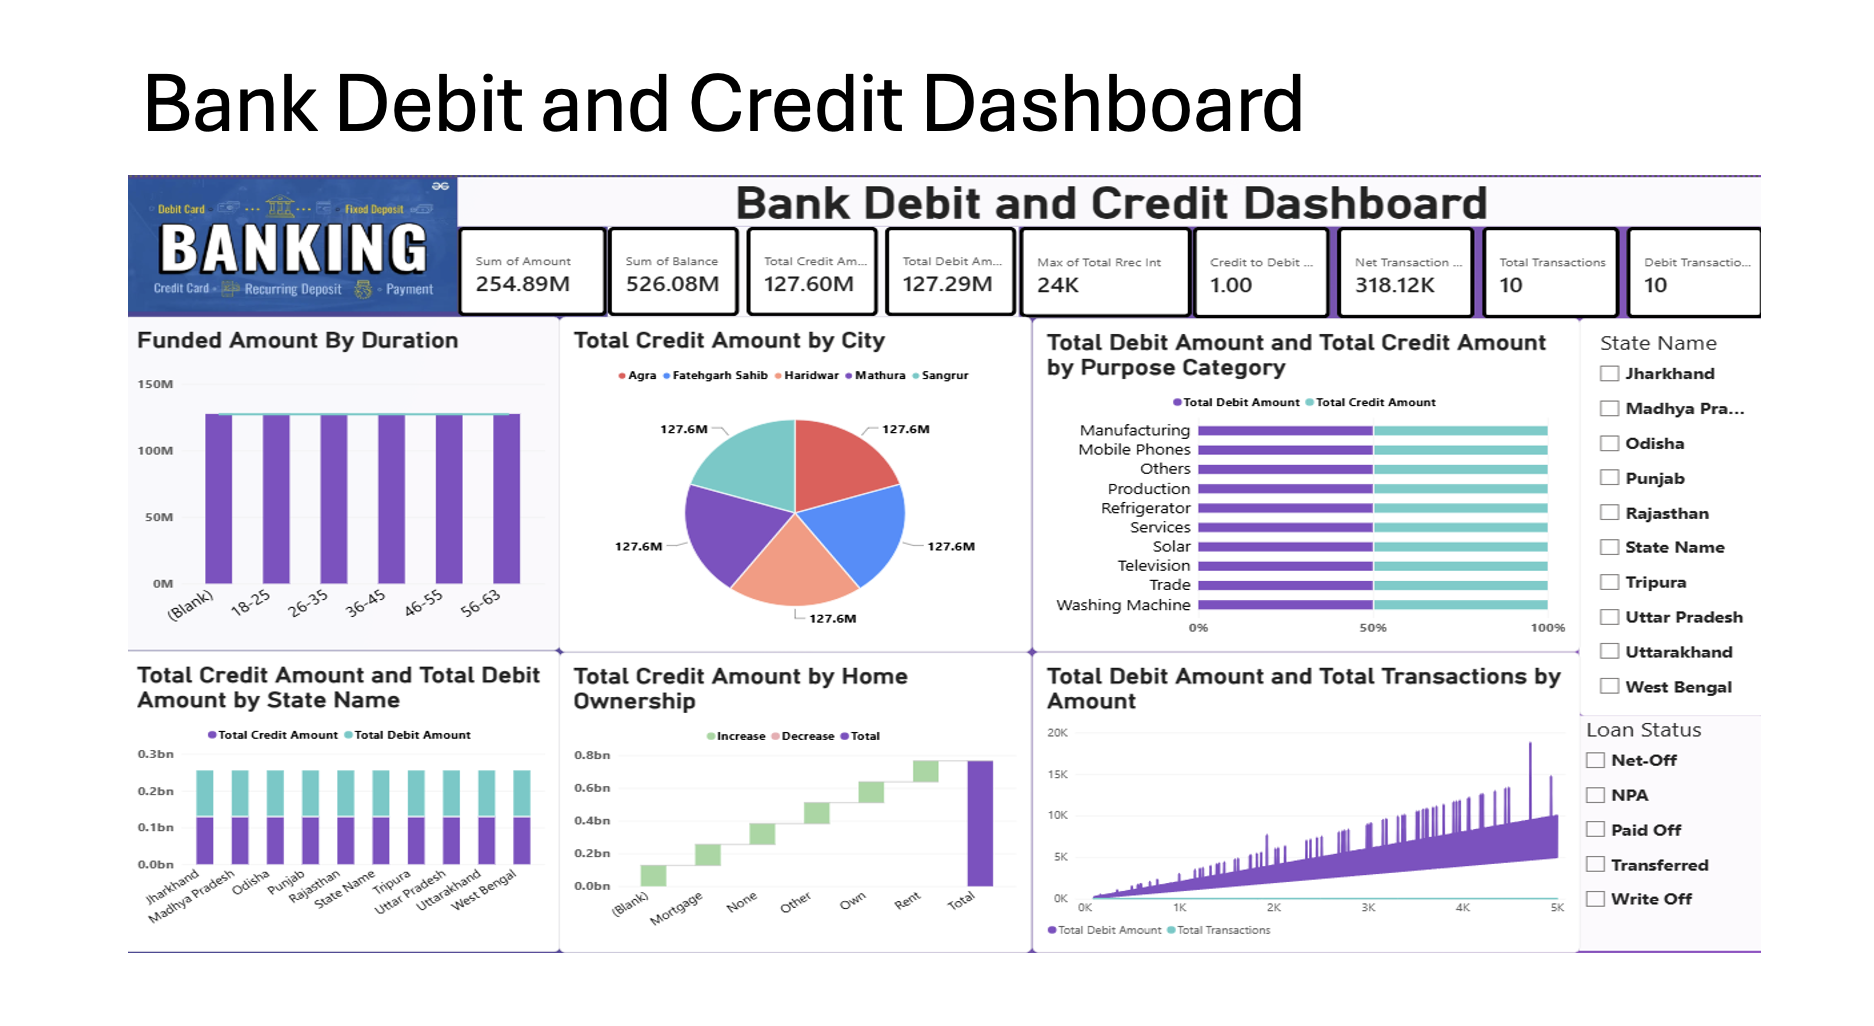 Bank Debit and Credit Dashboard
Debit Card
Fixed Deposit
BANKING
Credit Card
Recurring Deposit
Payment
Bank Debit and Credit Dashboard
Sum of Amount
254.89M
Sum of Balance
526.08M
Total Credit Am...
127.60M
Total Debit Am...
127.29M
Max of Total Rrec Int
24K
Credit to Debit ...
1.00
Net Transaction ...
318.12K
Total Transactions
10
Debit Transactio...
10
Funded Amount By Duration
150M
100M
50M
0M
(Blank)
18-25
26-35
36-45
46-55
56-63
Total Credit Amount by City
Agra
Fatehgarh Sahib
Haridwar
Mathura
Sangrur
127.6M
127.6M
127.6M
127.6M
127.6M
Total Debit Amount and Total Credit Amount
by Purpose Category
Total Debit Amount
Total Credit Amount
Manufacturing
Mobile Phones
Others
Production
Refrigerator
Services
Solar
Television
Trade
Washing Machine
0%
50%
100%
State Name
Jharkhand
Madhya Pra...
Odisha
Punjab
Rajasthan
State Name
Tripura
Uttar Pradesh
Uttarakhand
West Bengal
Total Credit Amount and Total Debit
Amount by State Name
Total Credit Amount
Total Debit Amount
0.3bn
0.2bn
0.1bn
0.0bn
Jharkhand
Madhya Pradesh
Odisha
Punjab
Rajasthan
State Name
Tripura
Uttar Pradesh
Uttarakhand
West Bengal
Total Credit Amount by Home
Ownership
Increase
Decrease
Total
0.8bn
0.6bn
0.4bn
0.2bn
0.0bn
(Blank)
Mortgage
None
Other
Own
Rent
Total
Total Debit Amount and Total Transactions by
Amount
20K
15K
10K
5K
0K
0K
1K
2K
3K
4K
5K
Total Debit Amount
Total Transactions
Loan Status
Net-Off
NPA
Paid Off
Transferred
Write Off